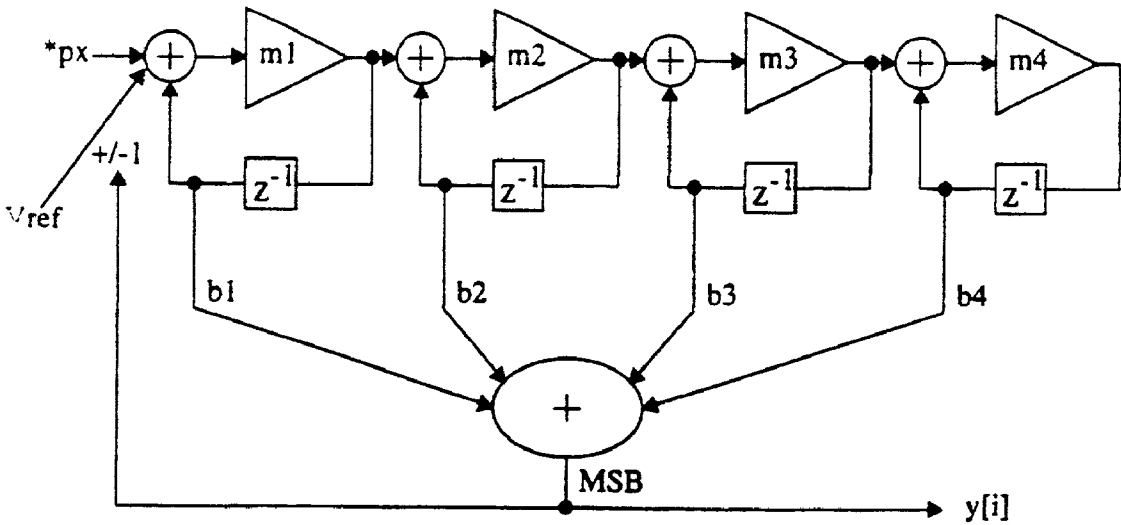 *px + m1 + m2 + m3 + m4
+/-1 z⁻¹ z⁻¹ z⁻¹ z⁻¹
Vref
b1 b2 b3 b4
+
MSB
y[i]